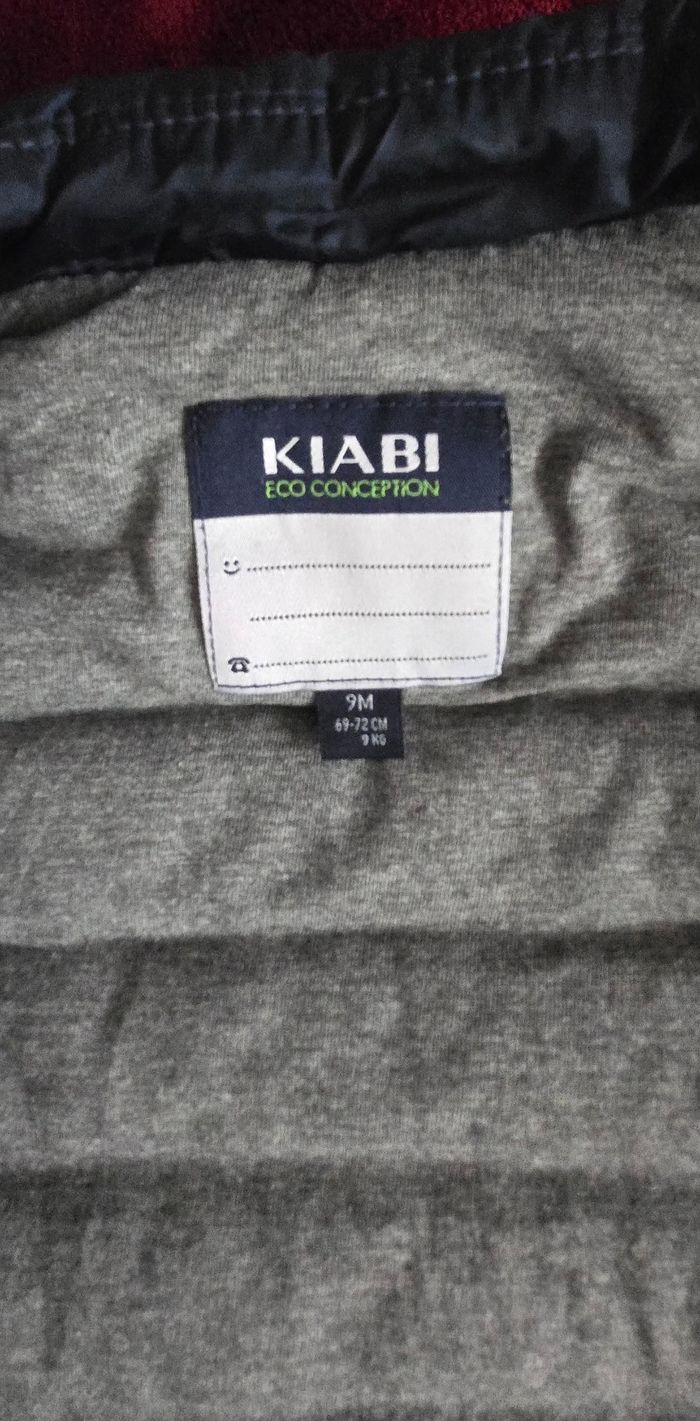 KIABI
ECO CONCEPTION
9M
69-72 CM
9 KG